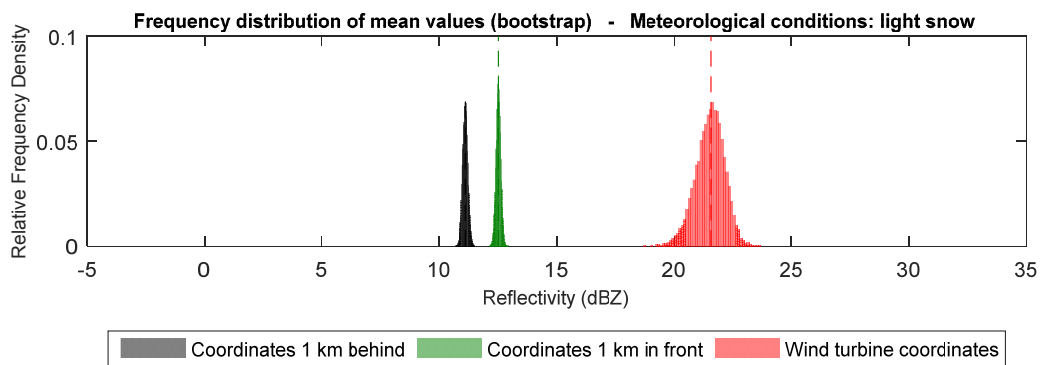 Frequency distribution of mean values (bootstrap) - Meteorological conditions: light snow
Relative Frequency Density
0.1
0.05
0
-5 0 5 10 15 20 25 30 35
Reflectivity (dBZ)
Coordinates 1 km behind Coordinates 1 km in front Wind turbine coordinates